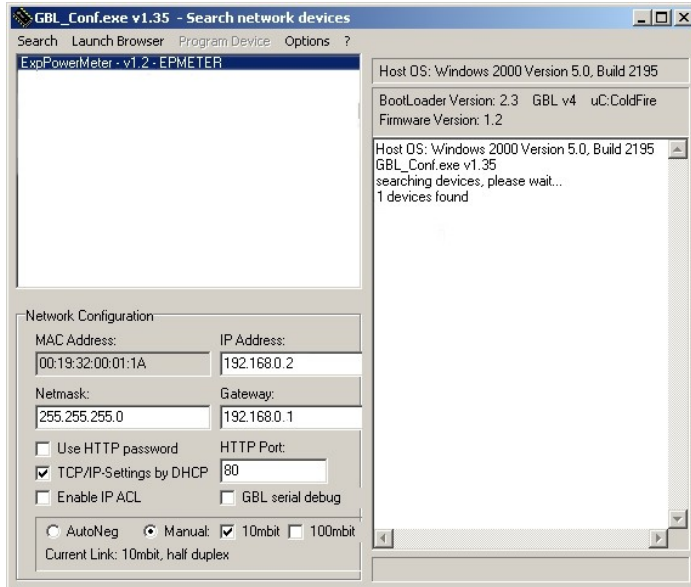 GBL_Conf.exe v1.35 - Search network devices
Search Launch Browser Program Device Options ?
ExpPowerMeter - v1.2 - EPMETER
Network Configuration
MAC Address: IP Address:
00:19:32:00:01:1A 192.168.0.2
Netmask: Gateway:
255.255.255.0 192.168.0.1
Use HTTP password HTTP Port:
TCP/IP-Settings by DHCP 80
Enable IP ACL GBL serial debug
AutoNeg Manual: 10mbit 100mbit
Current Link: 10mbit, half duplex
Host OS: Windows 2000 Version 5.0, Build 2195
BootLoader Version: 2.3 GBL v4 uC:ColdFire
Firmware Version: 1.2
Host OS: Windows 2000 Version 5.0, Build 2195
GBL_Conf.exe v1.35
searching devices, please wait...
1 devices found